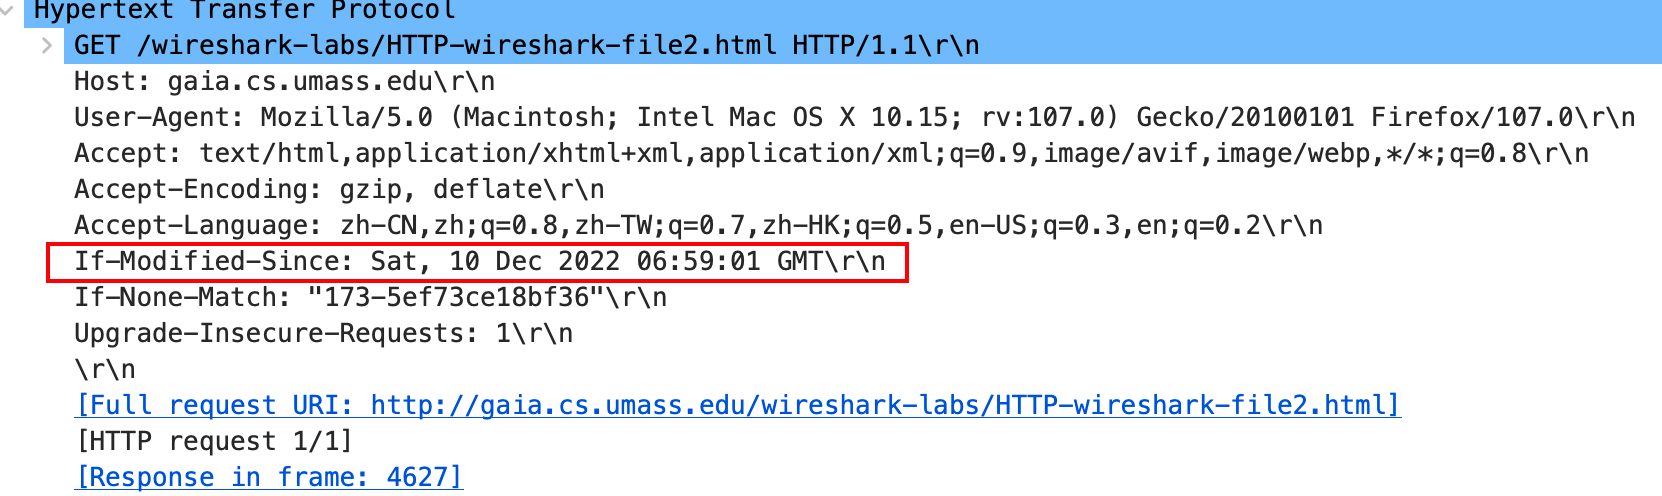 Hypertext Transfer Protocol
GET /wireshark-labs/HTTP-wireshark-file2.html HTTP/1.1\r\n
Host: gaia.cs.umass.edu\r\n
User-Agent: Mozilla/5.0 (Macintosh; Intel Mac OS X 10.15; rv:107.0) Gecko/20100101 Firefox/107.0\r\n
Accept: text/html,application/xhtml+xml,application/xml;q=0.9,image/avif,image/webp,*/*;q=0.8\r\n
Accept-Encoding: gzip, deflate\r\n
Accept-Language: zh-CN,zh;q=0.8,zh-TW;q=0.7,zh-HK;q=0.5,en-US;q=0.3,en;q=0.2\r\n
If-Modified-Since: Sat, 10 Dec 2022 06:59:01 GMT\r\n
If-None-Match: "173-5ef73ce18bf36"\r\n
Upgrade-Insecure-Requests: 1\r\n
\r\n
[Full request URI: http://gaia.cs.umass.edu/wireshark-labs/HTTP-wireshark-file2.html]
[HTTP request 1/1]
[Response in frame: 4627]